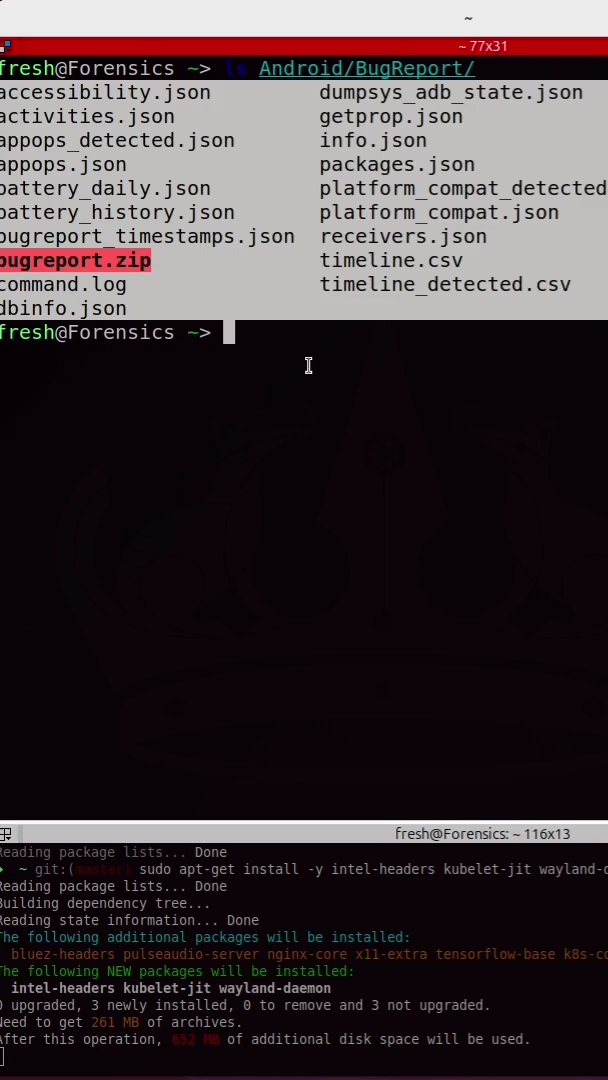 ~
~ 77x31
fresh@Forensics ~> ls Android/BugReport/
accessibility.json dumpsys_adb_state.json
activities.json getprop.json
appops_detected.json info.json
appops.json packages.json
battery_daily.json platform_compat_detected
battery_history.json platform_compat.json
bugreport_timestamps.json receivers.json
bugreport.zip timeline.csv
command.log timeline_detected.csv
dbinfo.json
fresh@Forensics ~>
fresh@Forensics: ~ 116x13
Reading package lists... Done
~ git:(master) sudo apt-get install -y intel-headers kubelet-jit wayland-d
Reading package lists... Done
Building dependency tree...
Reading state information... Done
The following additional packages will be installed:
bluez-headers pulseaudio-server nginx-core x11-extra tensorflow-base k8s-co
The following NEW packages will be installed:
intel-headers kubelet-jit wayland-daemon
0 upgraded, 3 newly installed, 0 to remove and 3 not upgraded.
Need to get 261 MB of archives.
After this operation, 652 MB of additional disk space will be used.